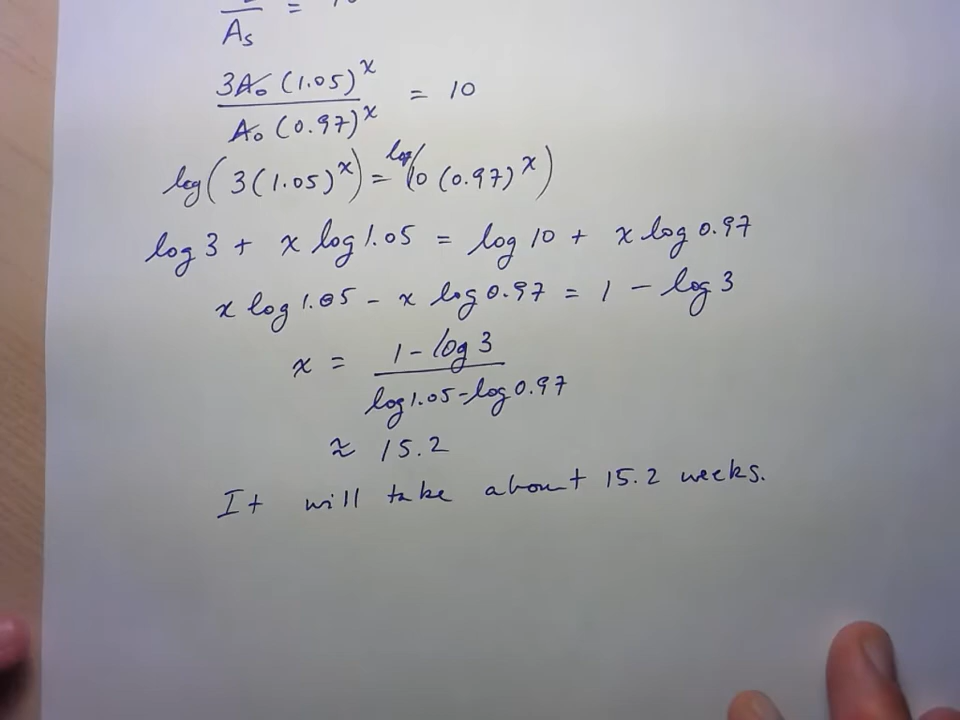 A_s =
3A₀(1.05)^x / A₀(0.97)^x = 10
log(3(1.05)^x) = log(10(0.97)^x)
log 3 + x log 1.05 = log 10 + x log 0.97
x log 1.05 - x log 0.97 = 1 - log 3
x = 1 - log 3 / log 1.05 - log 0.97
≈ 15.2
It will take about 15.2 weeks.